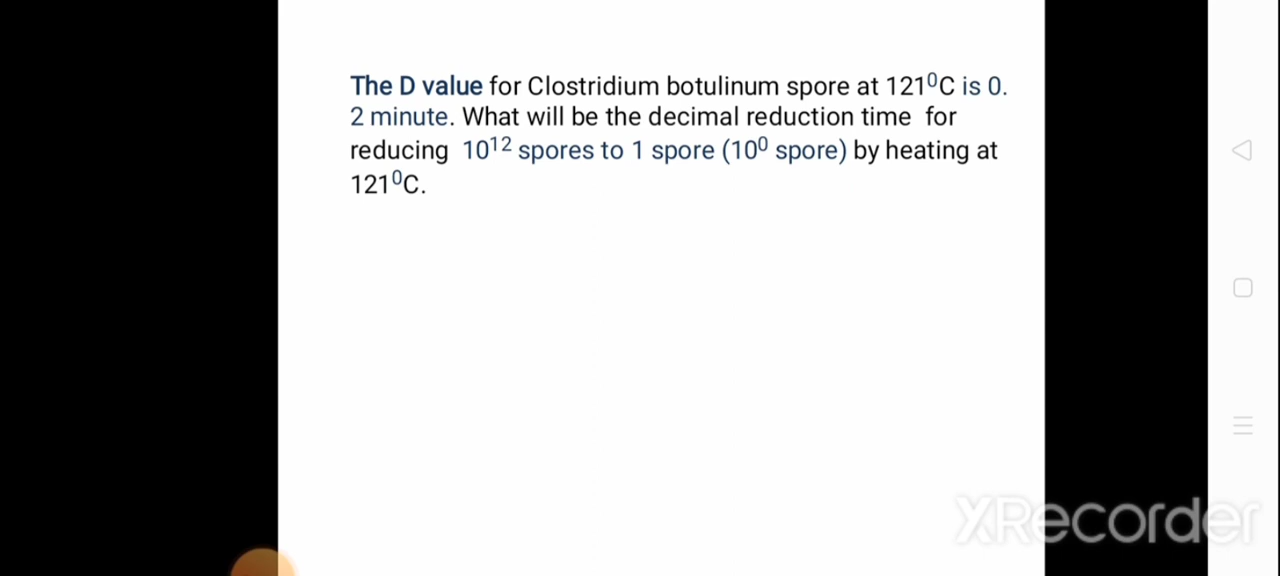 The D value for Clostridium botulinum spore at 121⁰C is 0.
2 minute. What will be the decimal reduction time  for
reducing  10¹² spores to 1 spore (10⁰ spore) by heating at
121⁰C.
XRecorder